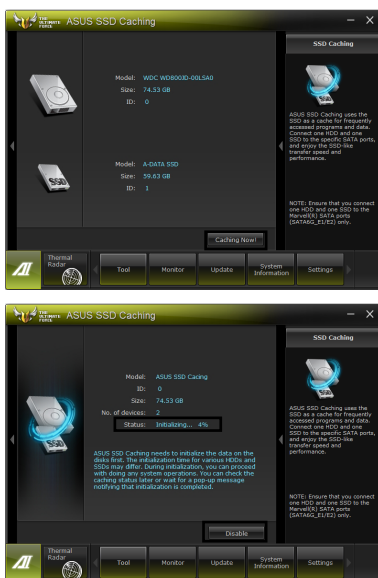 THE ULTIMATE FORCE ASUS SSD Caching
SSD Caching
Model: WDC WD800JD-00LSA0
Size: 74.53 GB
ID: 0
ASUS SSD Caching uses the
SSD as a cache for frequently
accessed programs and data.
Connect one HDD and one
SSD to the specific SATA ports,
and enjoy the SSD-like
transfer speed and
performance.
Model: A-DATA SSD
Size: 59.63 GB
ID: 1
SSD
NOTE: Ensure that you connect
one HDD and one SSD to the
Marvell(R) SATA ports
(SATA6G_E1/E2) only.
Caching Now!
AI
Thermal
Radar
Tool
Monitor
Update
System
Information
Settings
THE ULTIMATE FORCE ASUS SSD Caching
SSD Caching
Model: ASUS SSD Cacing
ID: 0
Size: 74.53 GB
No. of devices: 2
Status: Initializing... 4%
ASUS SSD Caching uses the
SSD as a cache for frequently
accessed programs and data.
Connect one HDD and one
SSD to the specific SATA ports,
and enjoy the SSD-like
transfer speed and
performance.
ASUS SSD Caching needs to initialize the data on the
disks first. The initialization time for various HDDs and
SSDs may differ. During initialization, you can proceed
with doing any system operations. You can check the
caching status later or wait for a pop-up message
notifying that initialization is completed.
NOTE: Ensure that you connect
one HDD and one SSD to the
Marvell(R) SATA ports
(SATA6G_E1/E2) only.
Disable
AI
Thermal
Radar
Tool
Monitor
Update
System
Information
Settings